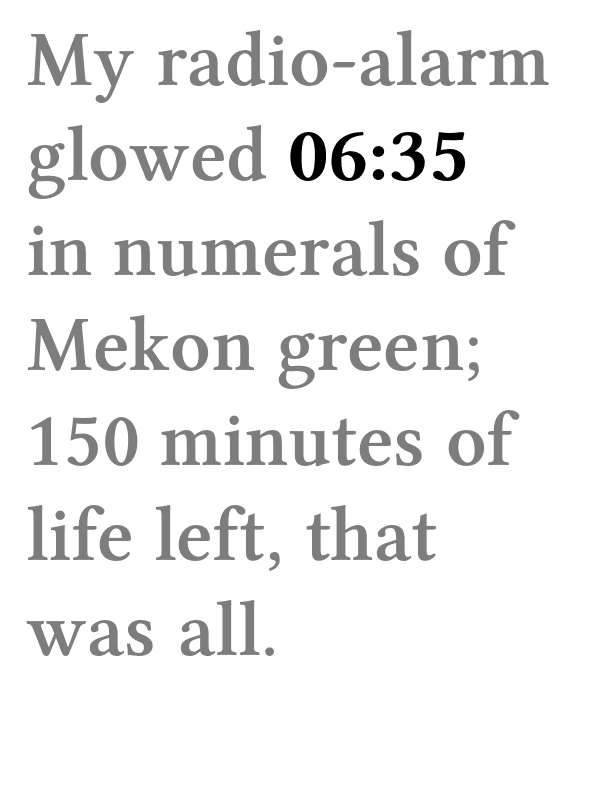 My radio-alarm
glowed 06:35
in numerals of
Mekon green;
150 minutes of
life left, that
was all.